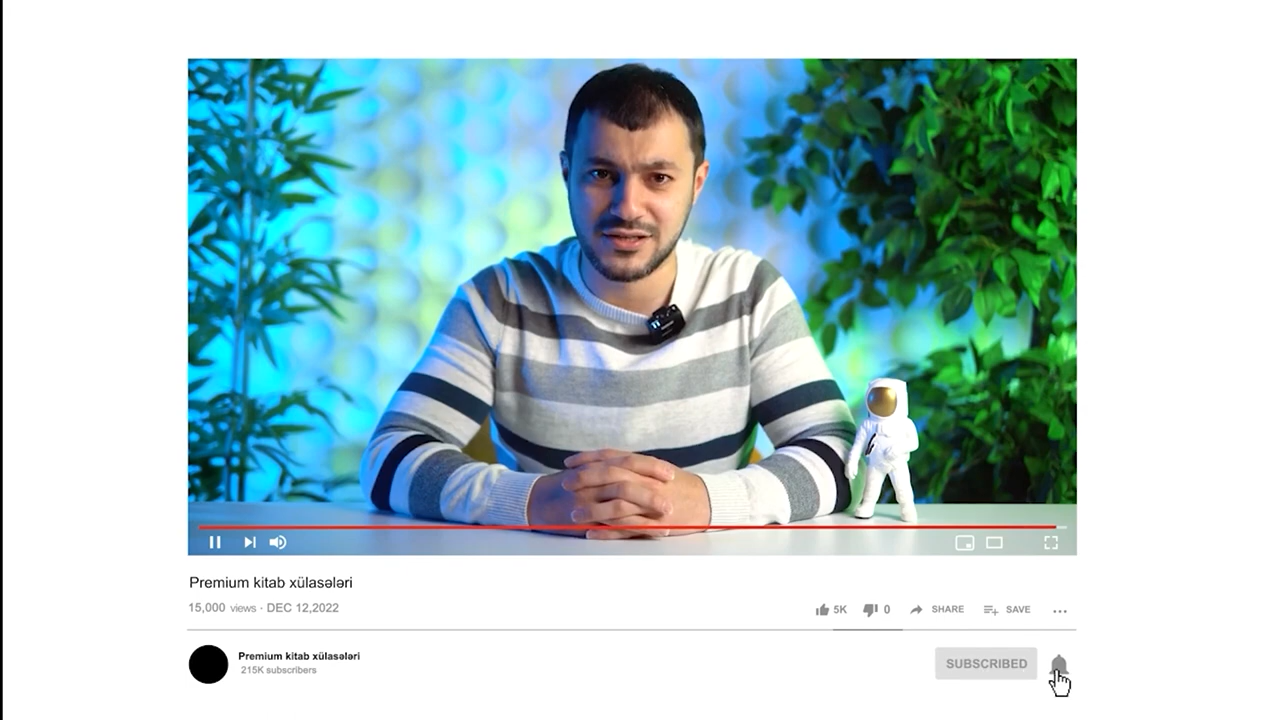 Premium kitab xülasələri
15,000 views · DEC 12,2022
5K 0 SHARE SAVE ...
Premium kitab xülasələri
215K subscribers
SUBSCRIBED